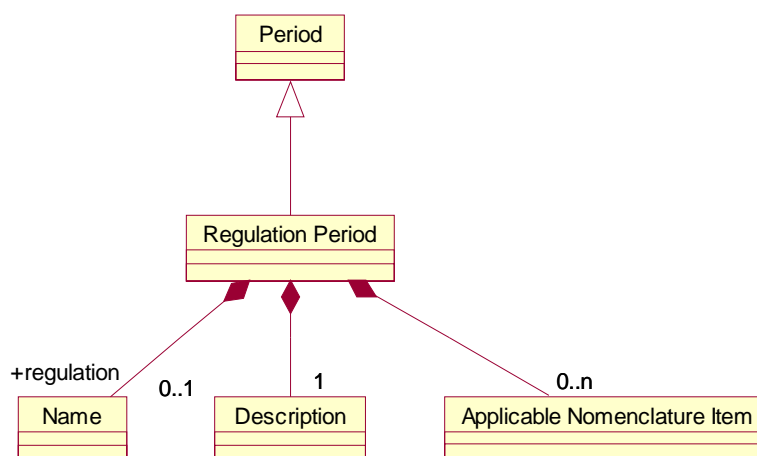 Period
Regulation Period
+regulation
0..1
1
0..n
Name
Description
Applicable Nomenclature Item